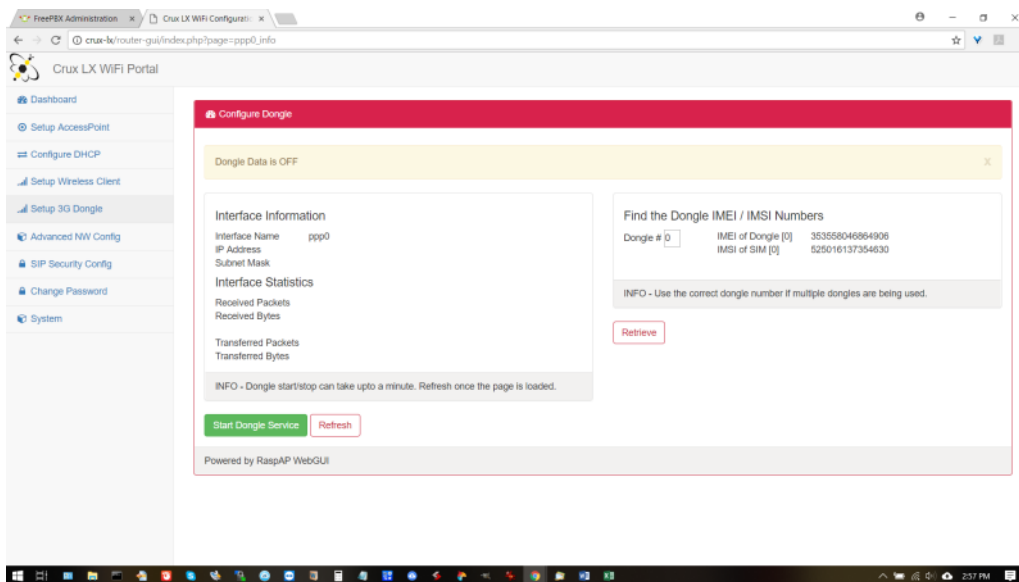 FreePBX Administration
Crux LX WiFi Configuratic
crux-lx/router-gui/index.php?page=ppp0_info
Crux LX WiFi Portal
Dashboard
Setup AccessPoint
Configure DHCP
Setup Wireless Client
Setup 3G Dongle
Advanced NW Config
SIP Security Config
Change Password
System
Configure Dongle
Dongle Data is OFF X
Interface Information
Interface Name ppp0
IP Address
Subnet Mask
Interface Statistics
Received Packets
Received Bytes
Transferred Packets
Transferred Bytes
INFO - Dongle start/stop can take upto a minute. Refresh once the page is loaded.
Start Dongle Service Refresh
Find the Dongle IMEI / IMSI Numbers
Dongle # 0 IMEI of Dongle [0] 353558046864906
IMSI of SIM [0] 525016137354630
INFO - Use the correct dongle number if multiple dongles are being used.
Retrieve
Powered by RaspAP WebGUI
2:57 PM